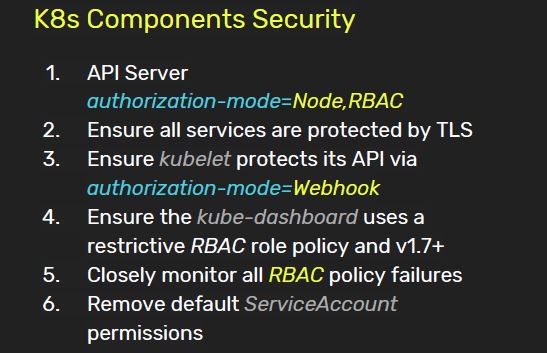 K8s Components Security
1. API Server
authorization-mode=Node,RBAC
2. Ensure all services are protected by TLS
3. Ensure kubelet protects its API via
authorization-mode=Webhook
4. Ensure the kube-dashboard uses a
restrictive RBAC role policy and v1.7+
5. Closely monitor all RBAC policy failures
6. Remove default ServiceAccount
permissions